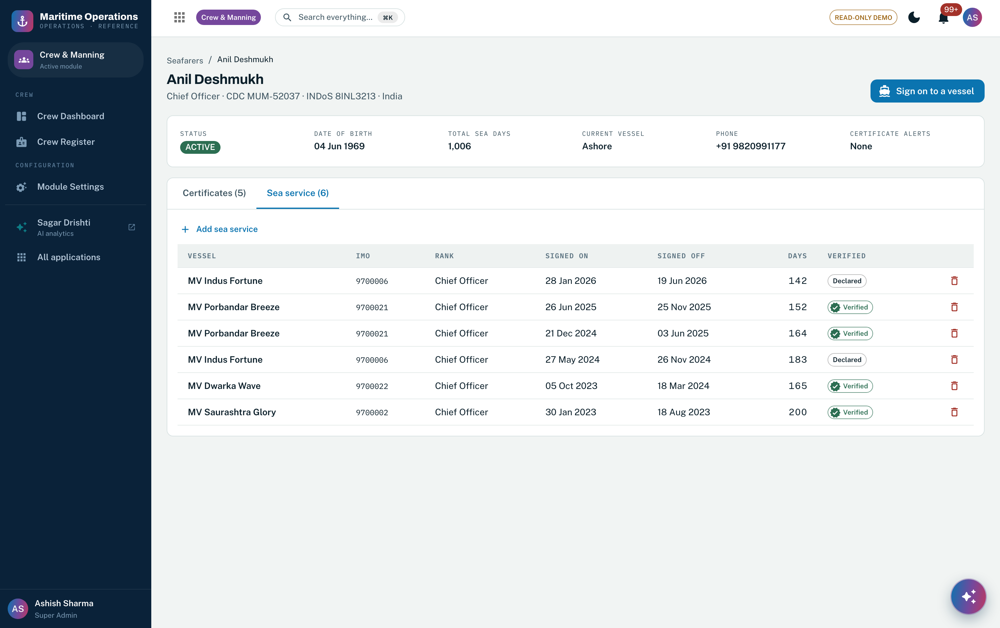 Maritime Operations
OPERATIONS · REFERENCE
Crew & Manning
Active module
CREW
Crew Dashboard
Crew Register
CONFIGURATION
Module Settings
Sagar Drishti
AI analytics
All applications
Ashish Sharma
Super Admin
AS
Crew & Manning
Search everything... ⌘K
READ-ONLY DEMO
99+
AS
Seafarers / Anil Deshmukh
Anil Deshmukh
Chief Officer · CDC MUM-52037 · INDoS 8INL3213 · India
Sign on to a vessel
STATUS DATE OF BIRTH TOTAL SEA DAYS CURRENT VESSEL PHONE CERTIFICATE ALERTS
ACTIVE 04 Jun 1969 1,006 Ashore +91 9820991177 None
Certificates (5) Sea service (6)
+ Add sea service
VESSEL IMO RANK SIGNED ON SIGNED OFF DAYS VERIFIED
MV Indus Fortune 9700006 Chief Officer 28 Jan 2026 19 Jun 2026 142 Declared
MV Porbandar Breeze 9700021 Chief Officer 26 Jun 2025 25 Nov 2025 152 Verified
MV Porbandar Breeze 9700021 Chief Officer 21 Dec 2024 03 Jun 2025 164 Verified
MV Indus Fortune 9700006 Chief Officer 27 May 2024 26 Nov 2024 183 Declared
MV Dwarka Wave 9700022 Chief Officer 05 Oct 2023 18 Mar 2024 165 Verified
MV Saurashtra Glory 9700002 Chief Officer 30 Jan 2023 18 Aug 2023 200 Verified